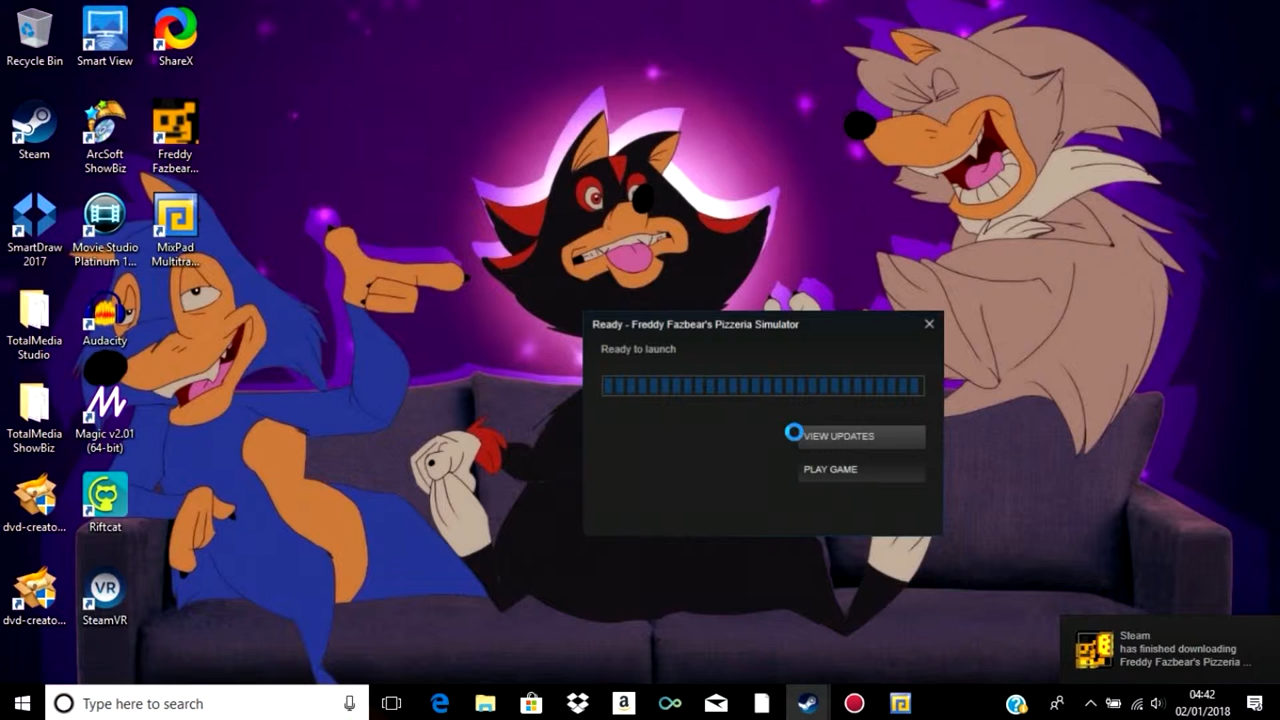 Recycle Bin
Smart View
ShareX
Steam
ArcSoft
ShowBiz
Freddy
Fazbear...
SmartDraw
2017
Movie Studio
Platinum 1...
MixPad
Multitra...
TotalMedia
Studio
Audacity
TotalMedia
ShowBiz
Magic v2.01
(64-bit)
dvd-creato...
Riftcat
dvd-creato...
VR
SteamVR
Ready - Freddy Fazbear's Pizzeria Simulator
Ready to launch
VIEW UPDATES
PLAY GAME
Steam
has finished downloading
Freddy Fazbear's Pizzeria ...
Type here to search
a
04:42
02/01/2018